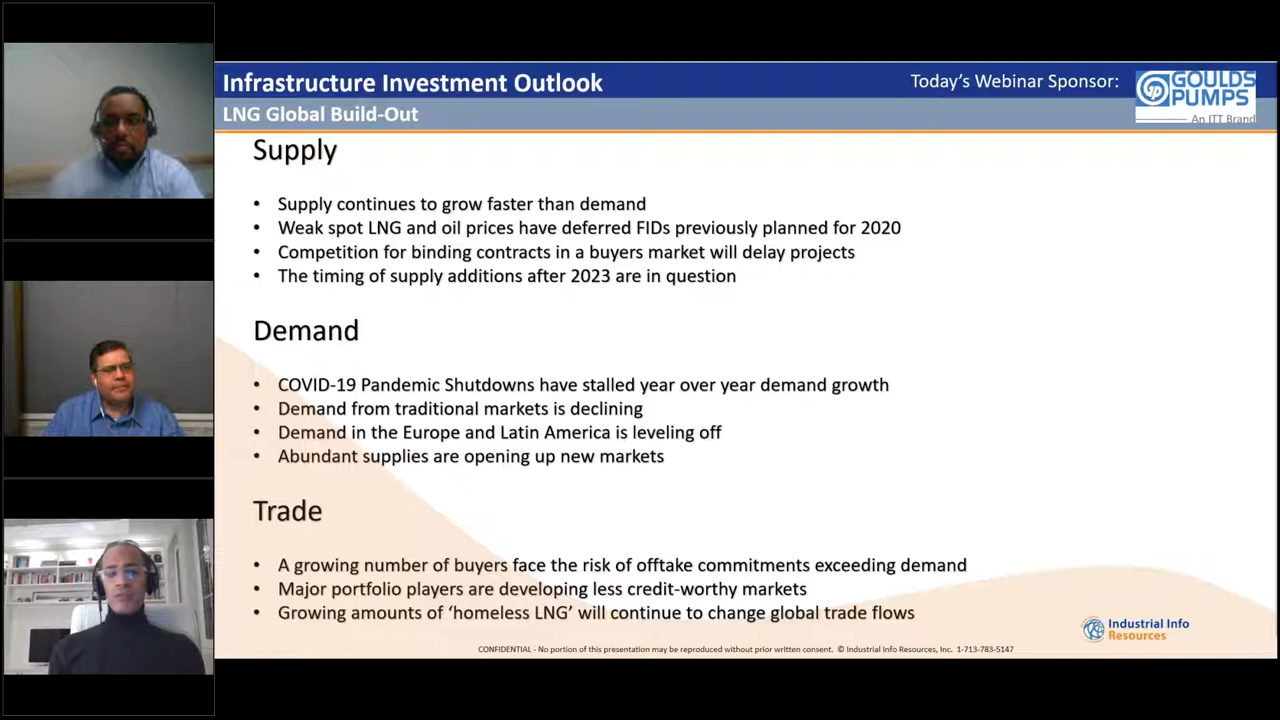 Infrastructure Investment Outlook
Today's Webinar Sponsor:
GOULDS
PUMPS
An ITT Brand
LNG Global Build-Out
Supply
• Supply continues to grow faster than demand
• Weak spot LNG and oil prices have deferred FIDs previously planned for 2020
• Competition for binding contracts in a buyers market will delay projects
• The timing of supply additions after 2023 are in question
Demand
• COVID-19 Pandemic Shutdowns have stalled year over year demand growth
• Demand from traditional markets is declining
• Demand in the Europe and Latin America is leveling off
• Abundant supplies are opening up new markets
Trade
• A growing number of buyers face the risk of offtake commitments exceeding demand
• Major portfolio players are developing less credit-worthy markets
• Growing amounts of 'homeless LNG' will continue to change global trade flows
Industrial Info
Resources
CONFIDENTIAL - No portion of this presentation may be reproduced without prior written consent. © Industrial Info Resources, Inc. 1-713-783-5147